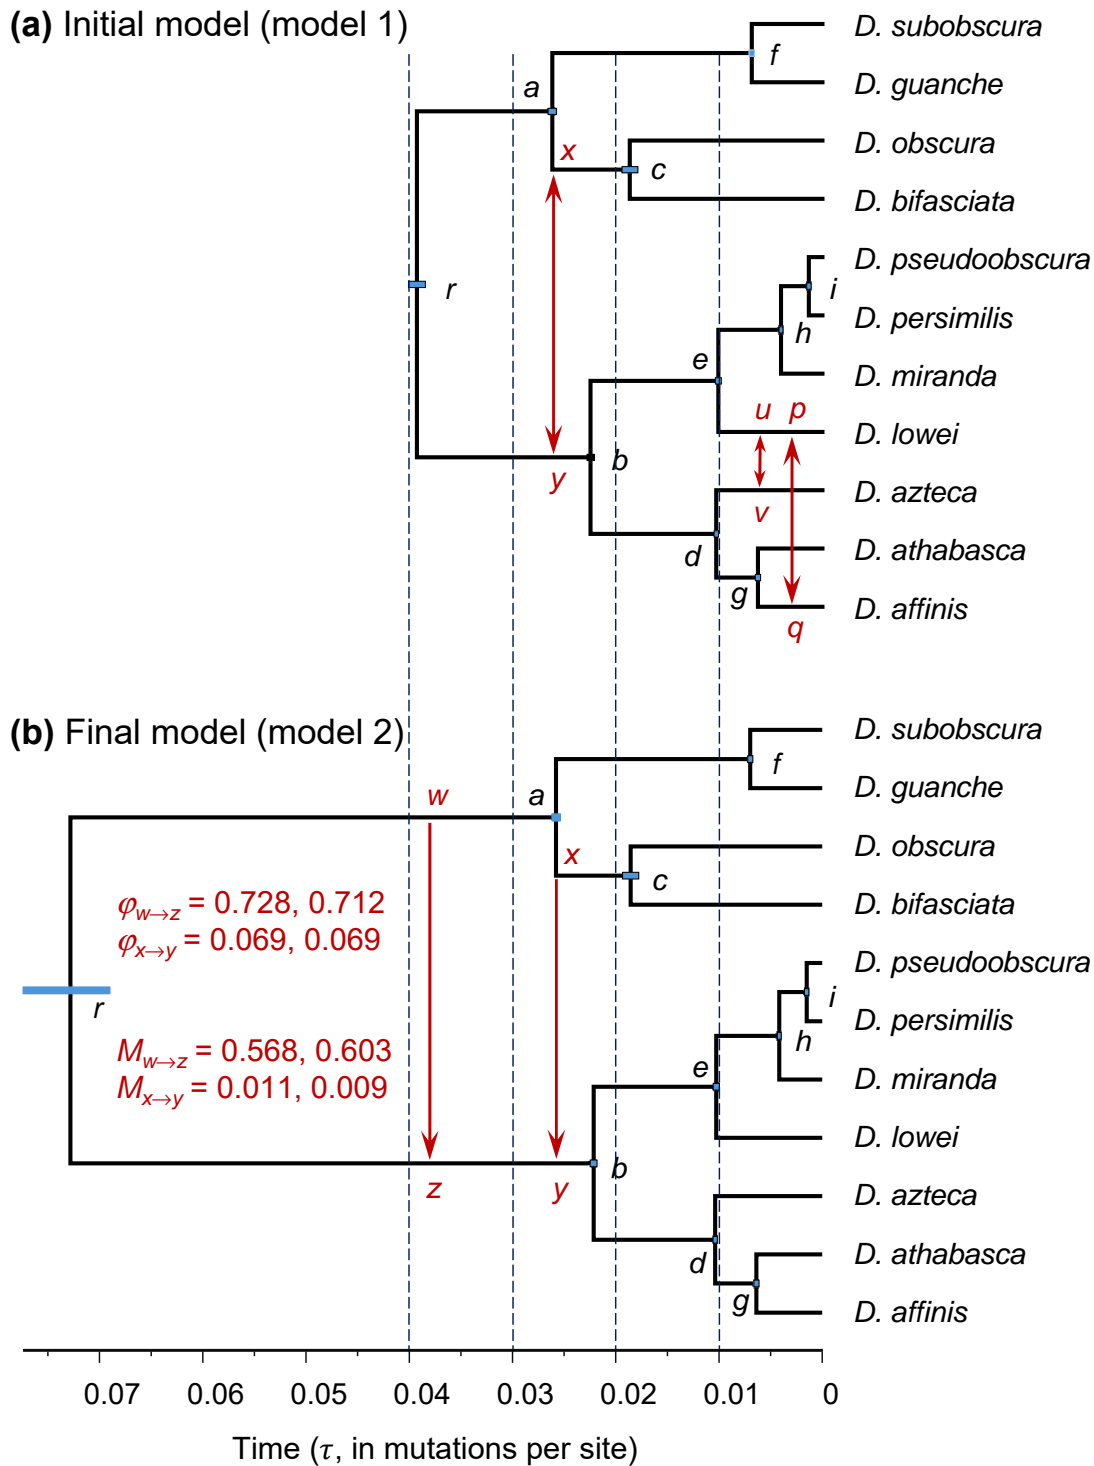 (a) Initial model (model 1)
D. subobscura
f
a
D. guanche
x
D. obscura
c
D. bifasciata
D. pseudoobscura
r
i
D. persimilis
h
e
D. miranda
u p
D. lowei
y
b
D. azteca
v
D. athabasca
d
g
D. affinis
q
(b) Final model (model 2)
D. subobscura
f
w
a
D. guanche
x
D. obscura
c
φw→z = 0.728, 0.712
D. bifasciata
φx→y = 0.069, 0.069
D. pseudoobscura
r
i
D. persimilis
h
Mw→z = 0.568, 0.603
e
D. miranda
Mx→y = 0.011, 0.009
D. lowei
b
z
y
D. azteca
D. athabasca
d
g
D. affinis
0.07 0.06 0.05 0.04 0.03 0.02 0.01 0
Time (τ, in mutations per site)